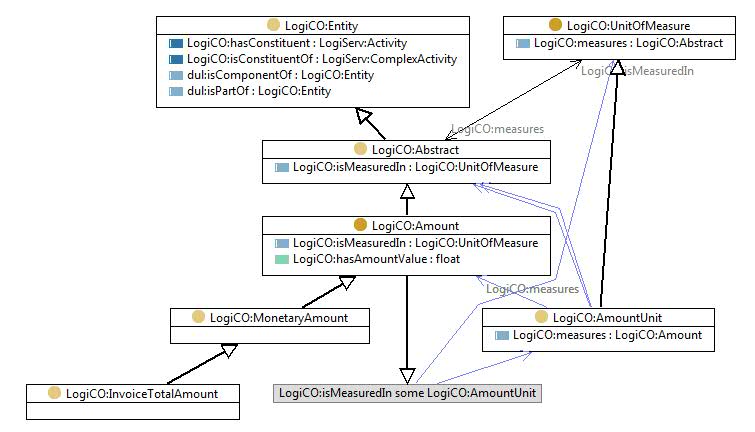 LogiCO:Entity
LogiCO:hasConstituent : LogiServ:Activity
LogiCO:isConstituentOf : LogiServ:ComplexActivity
dul:isComponentOf : LogiCO:Entity
dul:isPartOf : LogiCO:Entity
LogiCO:UnitOfMeasure
LogiCO:measures : LogiCO:Abstract
LogiCO:isMeasuredIn
LogiCO:measures
LogiCO:Abstract
LogiCO:isMeasuredIn : LogiCO:UnitOfMeasure
LogiCO:Amount
LogiCO:isMeasuredIn : LogiCO:UnitOfMeasure
LogiCO:hasAmountValue : float
LogiCO:measures
LogiCO:MonetaryAmount
LogiCO:AmountUnit
LogiCO:measures : LogiCO:Amount
LogiCO:InvoiceTotalAmount
LogiCO:isMeasuredIn some LogiCO:AmountUnit